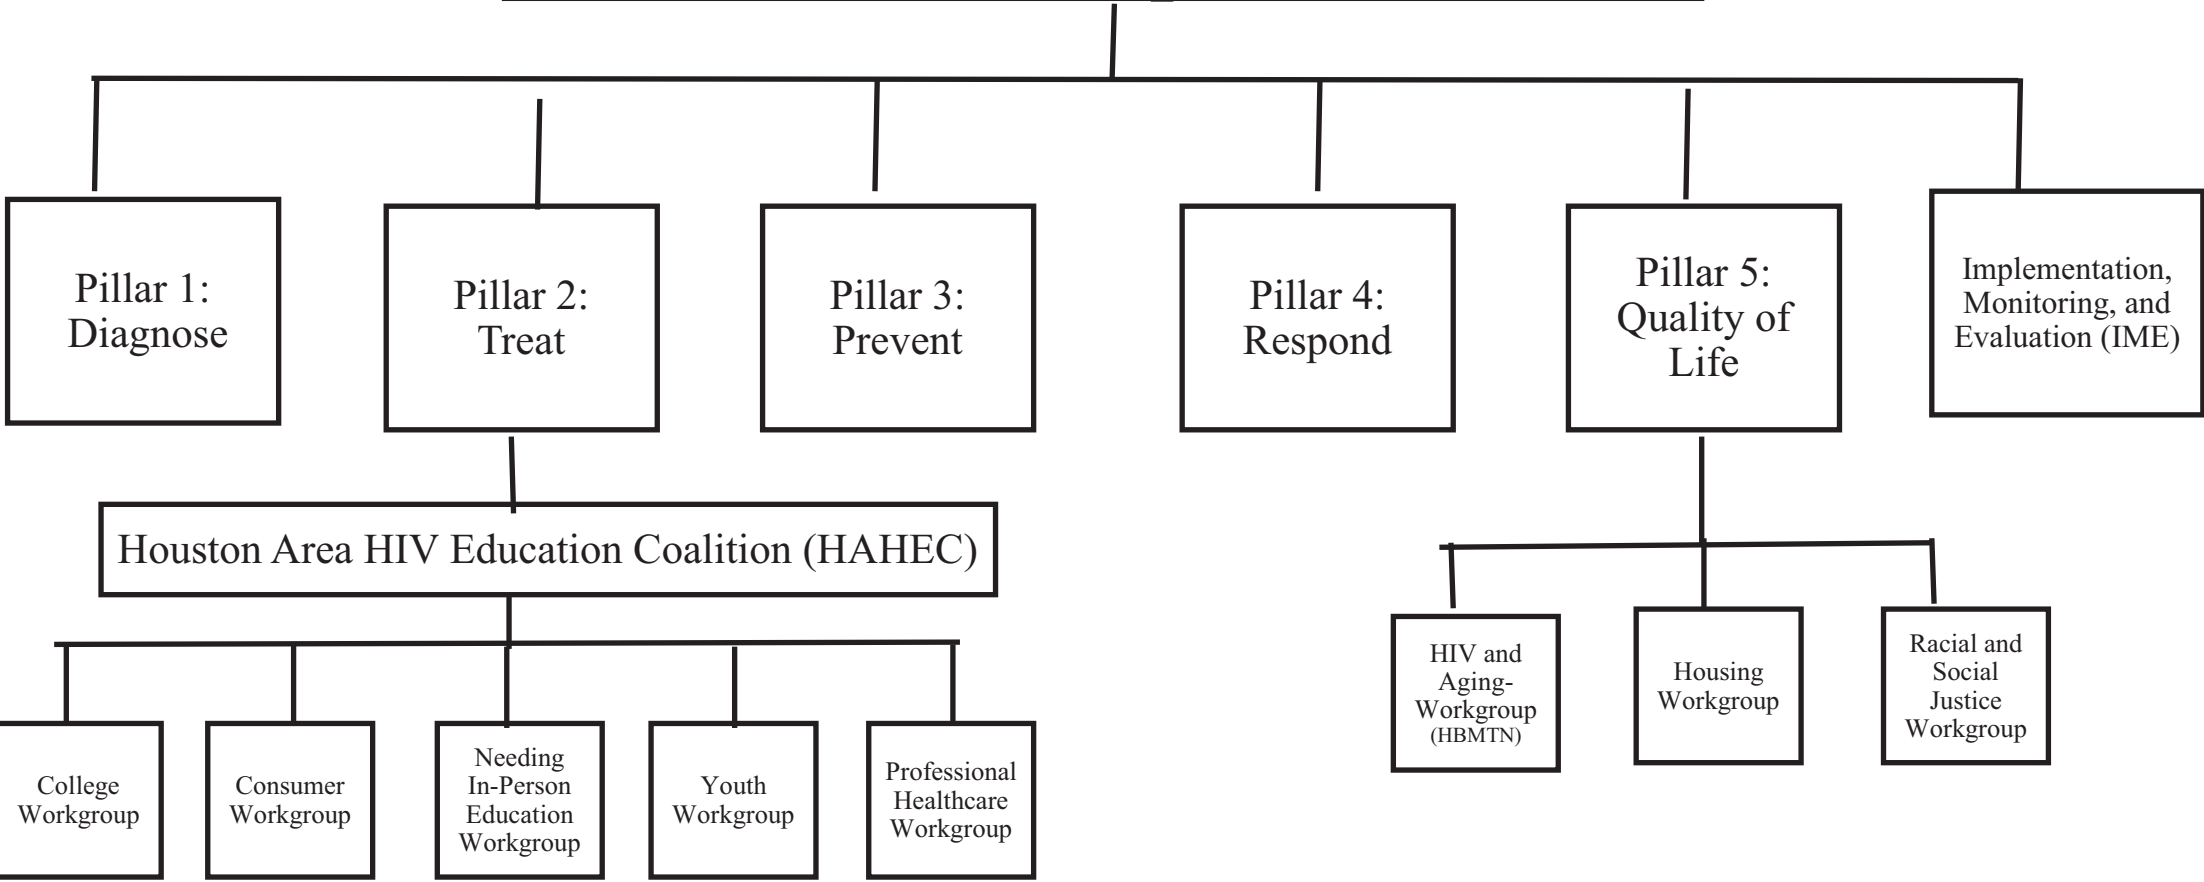 Pillar 1:
Diagnose
Pillar 2:
Treat
Pillar 3:
Prevent
Pillar 4:
Respond
Pillar 5:
Quality of
Life
Implementation,
Monitoring, and
Evaluation (IME)
Houston Area HIV Education Coalition (HAHEC)
College
Workgroup
Consumer
Workgroup
Needing
In-Person
Education
Workgroup
Youth
Workgroup
Professional
Healthcare
Workgroup
HIV and
Aging-
Workgroup
(HBMTN)
Housing
Workgroup
Racial and
Social
Justice
Workgroup